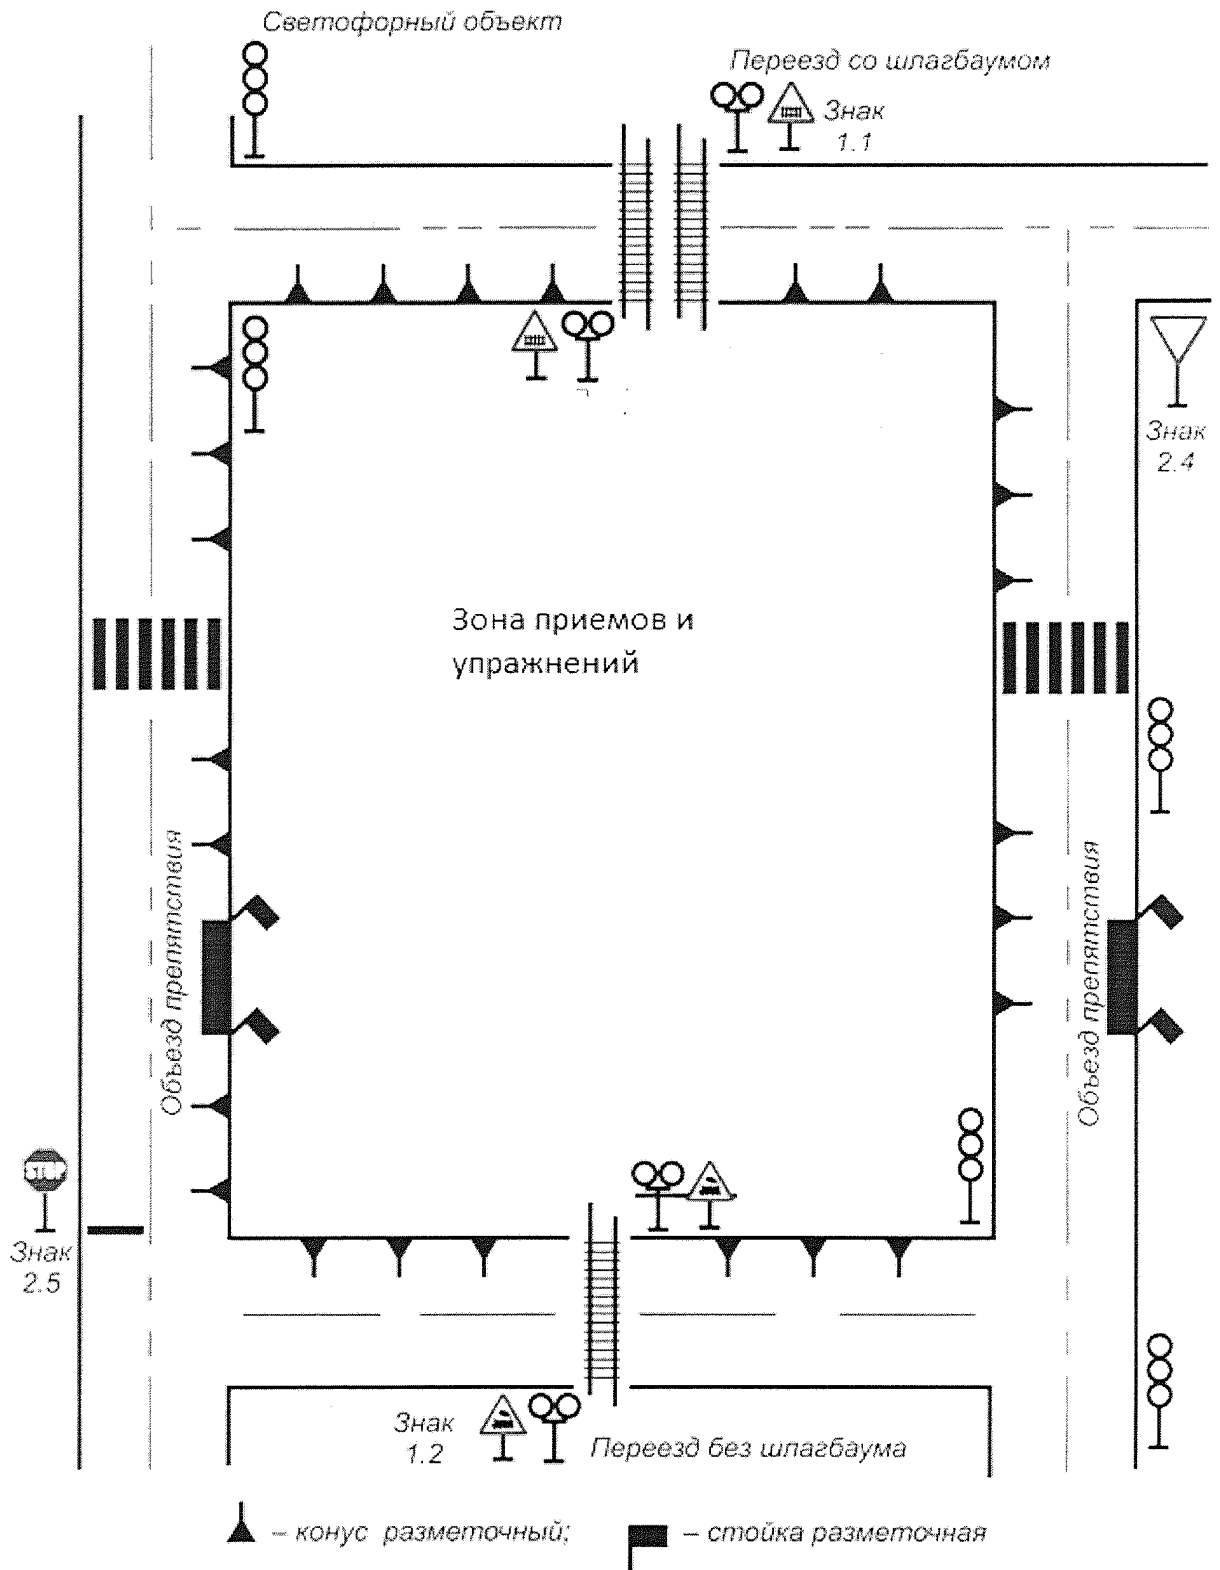 Светофорный объект
Переезд со шлагбаумом
Знак
1.1
Знак
2.4
Зона приемов и
упражнений
Объезд препятствия
Объезд препятствия
STOP
Знак
2.5
Знак
1.2
Переезд без шлагбаума
– конус разметочный;
– стойка разметочная